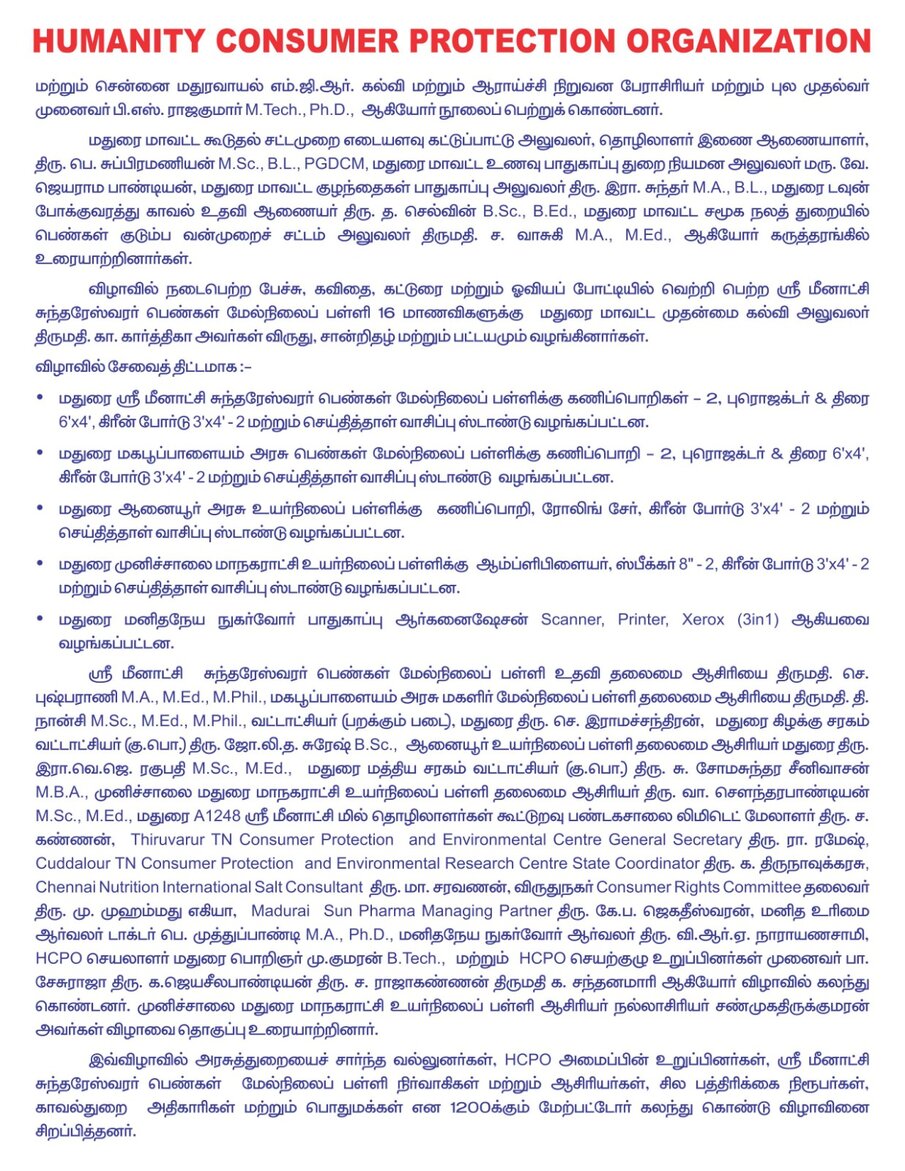 HUMANITY CONSUMER PROTECTION ORGANIZATION
மற்றும் சென்னை மதுரவாயல் எம்.ஜி.ஆர். கல்வி மற்றும் ஆராய்ச்சி நிறுவன பேராசிரியர் மற்றும் புல முதல்வர்
முனைவர் பி.எஸ். ராஜகுமார் M.Tech., Ph.D., ஆகியோர் நூலைப் பெற்றுக் கொண்டனர்.
மதுரை மாவட்ட கூடுதல் சட்டமுறை எடையளவு கட்டுப்பாட்டு அலுவலர், தொழிலாளர் இணை ஆணையாளர்,
திரு. பெ. சுப்பிரமணியன் M.Sc., B.L., PGDCM, மதுரை மாவட்ட உணவு பாதுகாப்பு துறை நியமன அலுவலர் மரு. வே.
ஜெயராம பாண்டியன், மதுரை மாவட்ட குழந்தைகள் பாதுகாப்பு அலுவலர் திரு. இரா. சுந்தர் M.A., B.L., மதுரை டவுன்
போக்குவரத்து காவல் உதவி ஆணையர் திரு. த. செல்வின் B.Sc., B.Ed., மதுரை மாவட்ட சமூக நலத் துறையில்
பெண்கள் குடும்ப வன்முறைச் சட்டம் அலுவலர் திருமதி. ச. வாசுகி M.A., M.Ed., ஆகியோர் கருத்தரங்கில்
உரையாற்றினார்கள்.
விழாவில் நடைபெற்ற பேச்சு, கவிதை, கட்டுரை மற்றும் ஓவியப் போட்டியில் வெற்றி பெற்ற ஸ்ரீ மீனாட்சி
சுந்தரேஸ்வரர் பெண்கள் மேல்நிலைப் பள்ளி 16 மாணவிகளுக்கு மதுரை மாவட்ட முதன்மை கல்வி அலுவலர்
திருமதி. கா. கார்த்திகா அவர்கள் விருது, சான்றிதழ் மற்றும் பட்டயமும் வழங்கினார்கள்.
விழாவில் சேவைத் திட்டமாக :–
• மதுரை ஸ்ரீ மீனாட்சி சுந்தரேஸ்வரர் பெண்கள் மேல்நிலைப் பள்ளிக்கு கணிப்பொறிகள் – 2, புரொஜக்டர் & திரை
6'x4', கிரீன் போர்டு 3'x4' - 2 மற்றும் செய்தித்தாள் வாசிப்பு ஸ்டாண்டு வழங்கப்பட்டன.
• மதுரை மகபூப்பாளையம் அரசு பெண்கள் மேல்நிலைப் பள்ளிக்கு கணிப்பொறி – 2, புரொஜக்டர் & திரை 6'x4',
கிரீன் போர்டு 3'x4' - 2 மற்றும் செய்தித்தாள் வாசிப்பு ஸ்டாண்டு வழங்கப்பட்டன.
• மதுரை ஆனையூர் அரசு உயர்நிலைப் பள்ளிக்கு கணிப்பொறி, ரோலிங் சேர், கிரீன் போர்டு 3'x4' - 2 மற்றும்
செய்தித்தாள் வாசிப்பு ஸ்டாண்டு வழங்கப்பட்டன.
• மதுரை முனிச்சாலை மாநகராட்சி உயர்நிலைப் பள்ளிக்கு ஆம்ப்ளிபிளையர், ஸ்பீக்கர் 8" - 2, கிரீன் போர்டு 3'x4' - 2
மற்றும் செய்தித்தாள் வாசிப்பு ஸ்டாண்டு வழங்கப்பட்டன.
• மதுரை மனிதநேய நுகர்வோர் பாதுகாப்பு ஆர்கனைஷேசன் Scanner, Printer, Xerox (3in1) ஆகியவை
வழங்கப்பட்டன.
ஸ்ரீ மீனாட்சி சுந்தரேஸ்வரர் பெண்கள் மேல்நிலைப் பள்ளி உதவி தலைமை ஆசிரியை திருமதி. செ.
புஷ்பராணி M.A., M.Ed., M.Phil., மகபூப்பாளையம் அரசு மகளிர் மேல்நிலைப் பள்ளி தலைமை ஆசிரியை திருமதி. தி.
நான்சி M.Sc., M.Ed., M.Phil., வட்டாட்சியர் (பறக்கும் படை), மதுரை திரு. செ. இராமச்சந்திரன், மதுரை கிழக்கு சரகம்
வட்டாட்சியர் (கு.பொ.) திரு. ஜோ.லி.த. சுரேஷ் B.Sc., ஆனையூர் உயர்நிலைப் பள்ளி தலைமை ஆசிரியர் மதுரை திரு.
இரா.வெ.ஜெ. ரகுபதி M.Sc., M.Ed., மதுரை மத்திய சரகம் வட்டாட்சியர் (கு.பொ.) திரு. சு. சோமசுந்தர சீனிவாசன்
M.B.A., முனிச்சாலை மதுரை மாநகராட்சி உயர்நிலைப் பள்ளி தலைமை ஆசிரியர் திரு. வா. சௌந்தரபாண்டியன்
M.Sc., M.Ed., மதுரை A1248 ஸ்ரீ மீனாட்சி மில் தொழிலாளர்கள் கூட்டுறவு பண்டகசாலை லிமிடெட் மேலாளர் திரு. ச.
கண்ணன், Thiruvarur TN Consumer Protection and Environmental Centre General Secretary திரு. ரா. ரமேஷ்,
Cuddalour TN Consumer Protection and Environmental Research Centre State Coordinator திரு. க. திருநாவுக்கரசு,
Chennai Nutrition International Salt Consultant திரு. மா. சரவணன், விருதுநகர் Consumer Rights Committee தலைவர்
திரு. மு. முஹம்மது எகியா, Madurai Sun Pharma Managing Partner திரு. கே.ப. ஜெகதீஸ்வரன், மனித உரிமை
ஆர்வலர் டாக்டர் பெ. முத்துப்பாண்டி M.A., Ph.D., மனிதநேய நுகர்வோர் ஆர்வலர் திரு. வி.ஆர்.ஏ. நாராயணசாமி,
HCPO செயலாளர் மதுரை பொறிஞர் மு.குமரன் B.Tech., மற்றும் HCPO செயற்குழு உறுப்பினர்கள் முனைவர் பா.
சேசுராஜா திரு. க.ஜெயசீலபாண்டியன் திரு. ச. ராஜாகண்ணன் திருமதி க. சந்தனமாரி ஆகியோர் விழாவில் கலந்து
கொண்டனர். முனிச்சாலை மதுரை மாநகராட்சி உயர்நிலைப் பள்ளி ஆசிரியர் நல்லாசிரியர் சண்முகதிருக்குமரன்
அவர்கள் விழாவை தொகுப்பு உரையாற்றினார்.
இவ்விழாவில் அரசுத்துறையைச் சார்ந்த வல்லுனர்கள், HCPO அமைப்பின் உறுப்பினர்கள், ஸ்ரீ மீனாட்சி
சுந்தரேஸ்வரர் பெண்கள் மேல்நிலைப் பள்ளி நிர்வாகிகள் மற்றும் ஆசிரியர்கள், சில பத்திரிக்கை நிரூபர்கள்,
காவல்துறை அதிகாரிகள் மற்றும் பொதுமக்கள் என 1200க்கும் மேற்பட்டோர் கலந்து கொண்டு விழாவினை
சிறப்பித்தனர்.